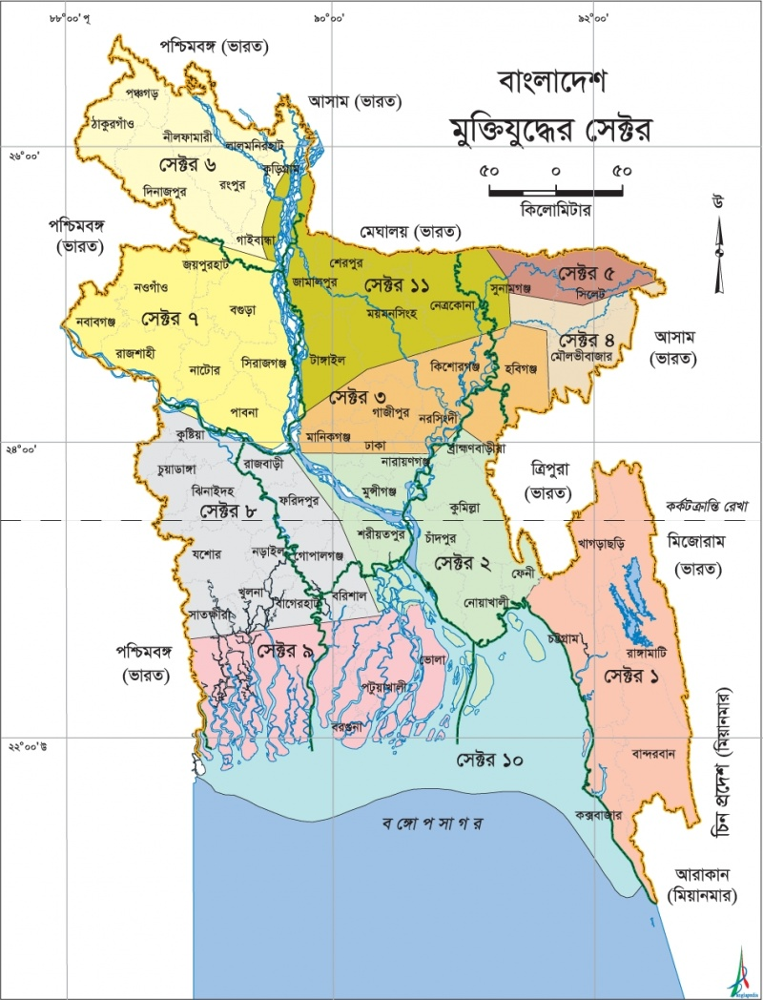 ৮৮°০০' পূ
৯০°০০'
৯২°০০'
পশ্চিমবঙ্গ (ভারত)
বাংলাদেশ
মুক্তিযুদ্ধের সেক্টর
৫০ ০ ৫০
কিলোমিটার
উ
আসাম (ভারত)
পঞ্চগড়
ঠাকুরগাঁও
নীলফামারী
লালমনিরহাট
২৬°০০'
সেক্টর ৬
কুড়িগ্রাম
দিনাজপুর
রংপুর
পশ্চিমবঙ্গ
(ভারত)
গাইবান্ধা
মেঘালয় (ভারত)
জয়পুরহাট
শেরপুর
জামালপুর
সেক্টর ১১
সুনামগঞ্জ
সেক্টর ৫
সিলেট
নওগাঁও
নবাবগঞ্জ
সেক্টর ৭
বগুড়া
ময়মনসিংহ
নেত্রকোনা
সেক্টর ৪
মৌলভীবাজার
আসাম
(ভারত)
রাজশাহী
নাটোর
সিরাজগঞ্জ
টাঙ্গাইল
কিশোরগঞ্জ
হবিগঞ্জ
সেক্টর ৩
পাবনা
গাজীপুর
নরসিংদী
কুষ্টিয়া
মানিকগঞ্জ
ঢাকা
২৪°০০'
ব্রাহ্মণবাড়ীয়া
নারায়ণগঞ্জ
রাজবাড়ী
চুয়াডাঙ্গা
ঝিনাইদহ
ফরিদপুর
মুন্সীগঞ্জ
ত্রিপুরা
(ভারত)
সেক্টর ৮
কুমিল্লা
কর্কটক্রান্তি রেখা
শরীয়তপুর
চাঁদপুর
খাগড়াছড়ি
মিজোরাম
(ভারত)
যশোর
নড়াইল
গোপালগঞ্জ
সেক্টর ২
ফেনী
খুলনা
বাগেরহাট
বরিশাল
নোয়াখালী
সাতক্ষীরা
পশ্চিমবঙ্গ
(ভারত)
সেক্টর ৯
ভোলা
চট্টগ্রাম
রাঙ্গামাটি
সেক্টর ১
পটুয়াখালী
বরগুনা
২২°০০' উ
সেক্টর ১০
বান্দরবান
চিন প্রদেশ (মিয়ানমার)
বঙ্গোপসাগর
কক্সবাজার
আরাকান
(মিয়ানমার)
Banglapedia